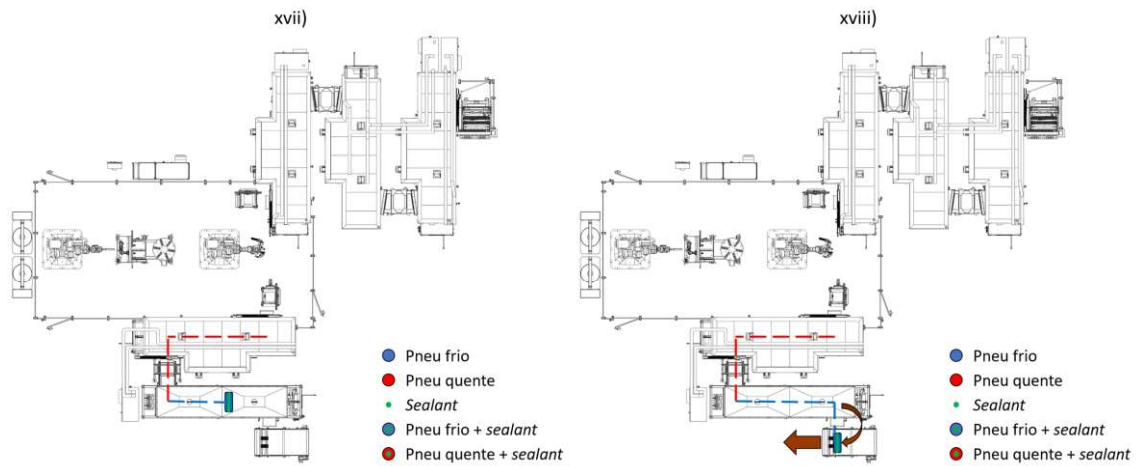 xvii)
Pneu frio
Pneu quente
Sealant
Pneu frio + sealant
Pneu quente + sealant
xviii)
Pneu frio
Pneu quente
Sealant
Pneu frio + sealant
Pneu quente + sealant